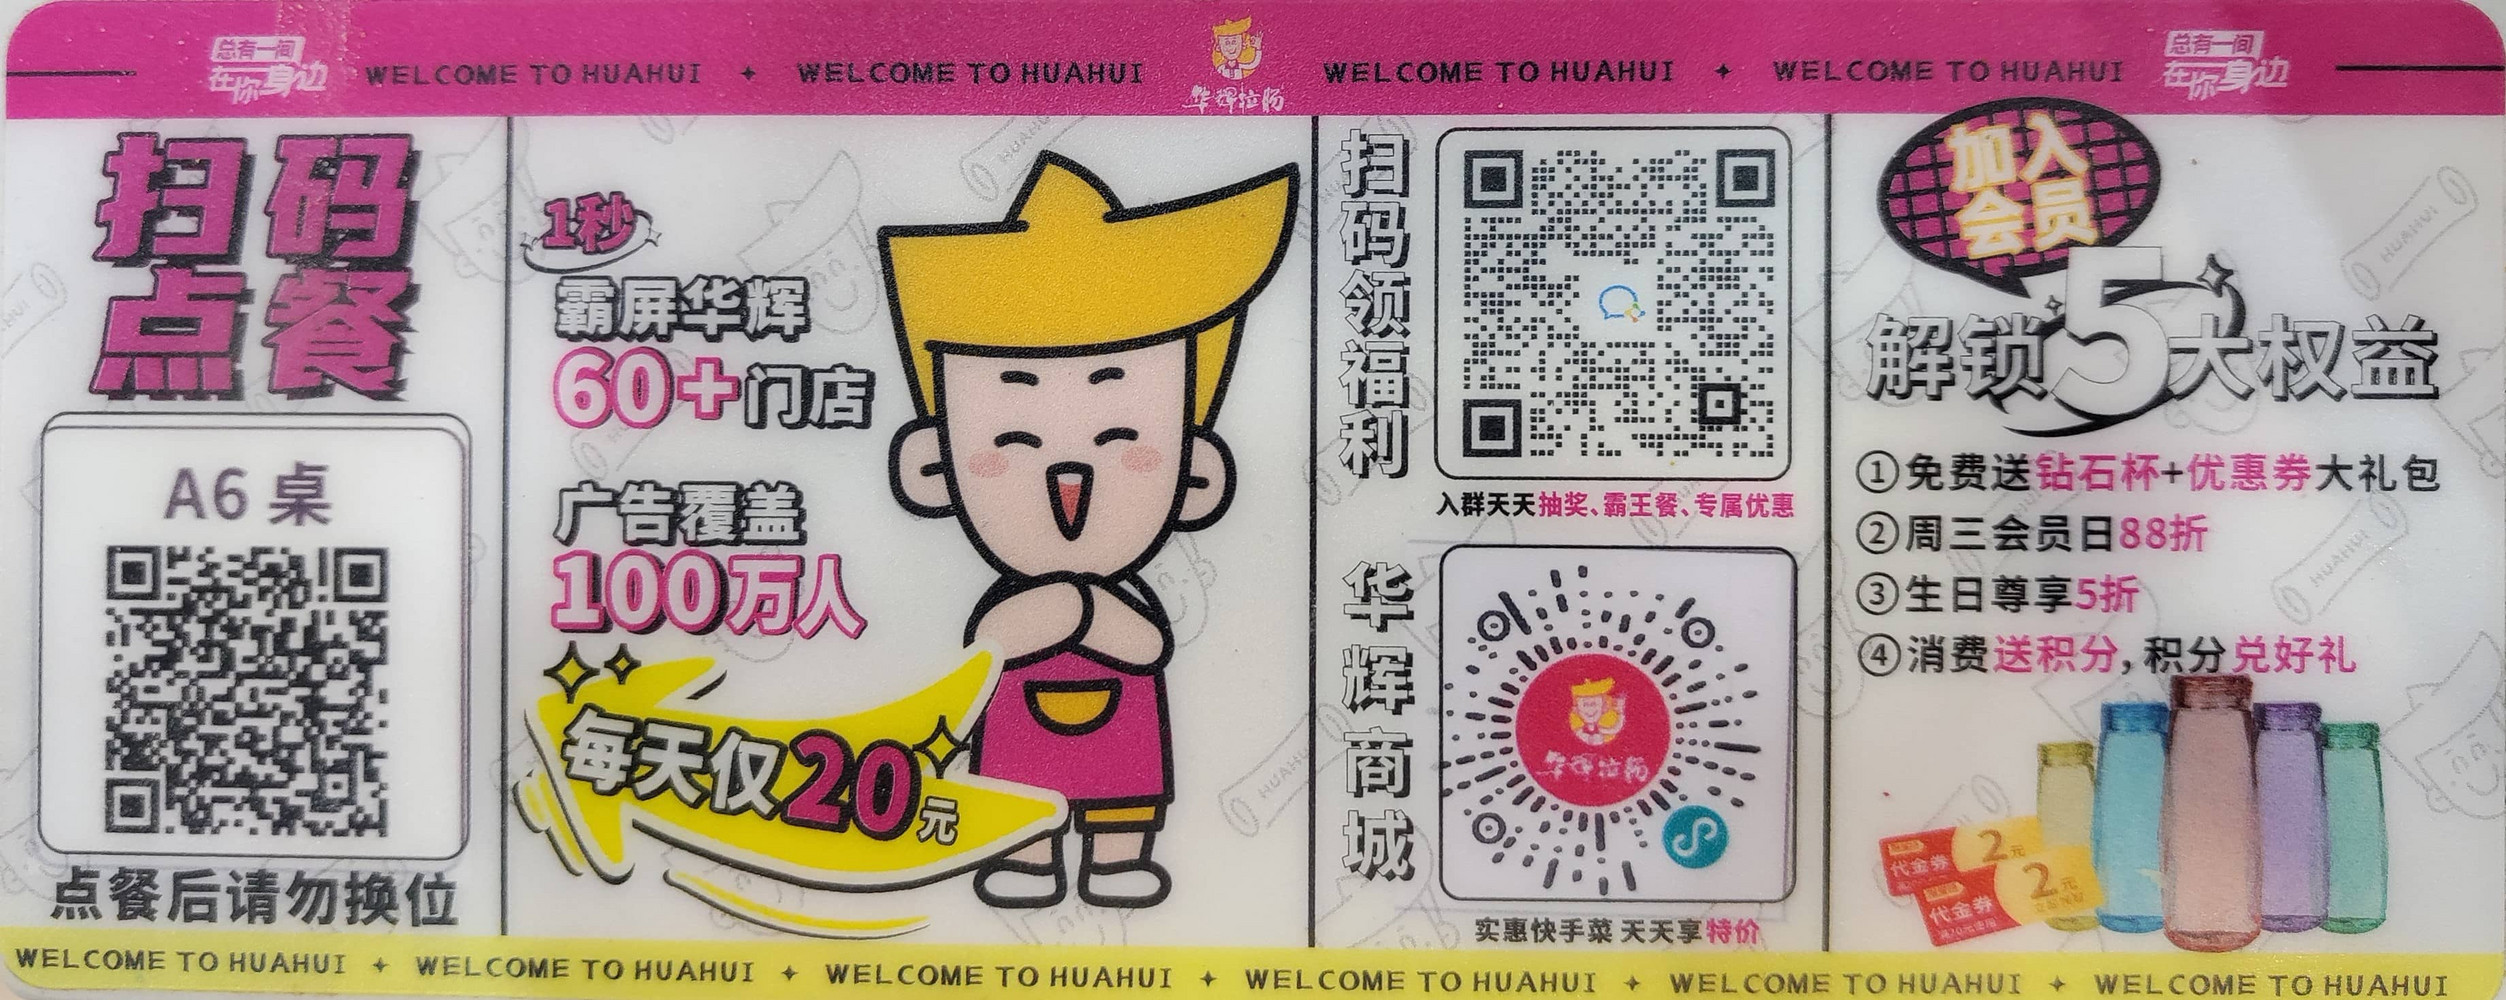 总有一间
在你身边
WELCOME TO HUAHUI ✦ WELCOME TO HUAHUI
华辉拉肠
WELCOME TO HUAHUI ✦ WELCOME TO HUAHUI
总有一间
在你身边
扫码
点餐
A6 桌
点餐后请勿换位
1秒
霸屏华辉
60+门店
广告覆盖
100万人
每天仅20元
扫码领福利
入群天天抽奖、霸王餐、专属优惠
华辉商城
华辉拉肠
实惠快手菜 天天享特价
加入
会员
解锁5大权益
①免费送钻石杯+优惠券大礼包
②周三会员日88折
③生日尊享5折
④消费送积分,积分兑好礼
代金券 2元
代金券 2元
WELCOME TO HUAHUI ✦ WELCOME TO HUAHUI ✦ WELCOME TO HUAHUI ✦ WELCOME TO HUAHUI ✦ WELCOME TO HUAHUI ✦ WELCOME TO HUAHUI